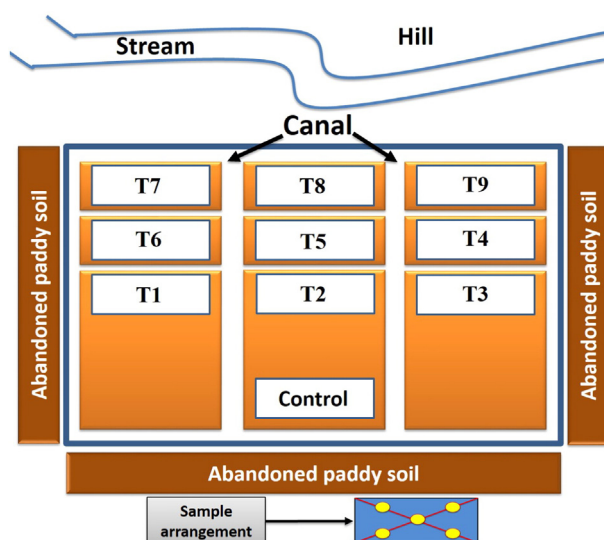 Stream
Hill
Canal
T7
T8
T9
T6
T5
T4
T1
T2
T3
Control
Abandoned paddy soil
Abandoned paddy soil
Abandoned paddy soil
Sample
arrangement